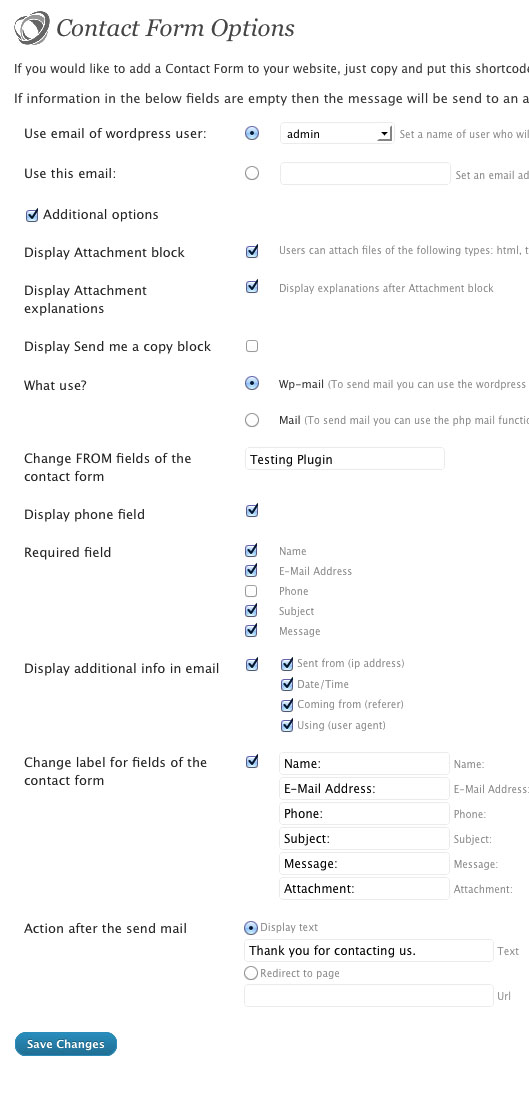 Contact Form Options
If you would like to add a Contact Form to your website, just copy and put this shortcode
If information in the below fields are empty then the message will be send to an a
Use email of wordpress user: admin Set a name of user who wil
Use this email: Set an email ad
Additional options
Display Attachment block Users can attach files of the following types: html, t
Display Attachment
explanations Display explanations after Attachment block
Display Send me a copy block
What use? Wp-mail (To send mail you can use the wordpress
Mail (To send mail you can use the php mail functio
Change FROM fields of the
contact form Testing Plugin
Display phone field
Required field Name
E-Mail Address
Phone
Subject
Message
Display additional info in email Sent from (ip address)
Date/Time
Coming from (referer)
Using (user agent)
Change label for fields of the
contact form Name: Name:
E-Mail Address: E-Mail Address:
Phone: Phone:
Subject: Subject:
Message: Message:
Attachment: Attachment:
Action after the send mail Display text
Thank you for contacting us. Text
Redirect to page
Url
Save Changes